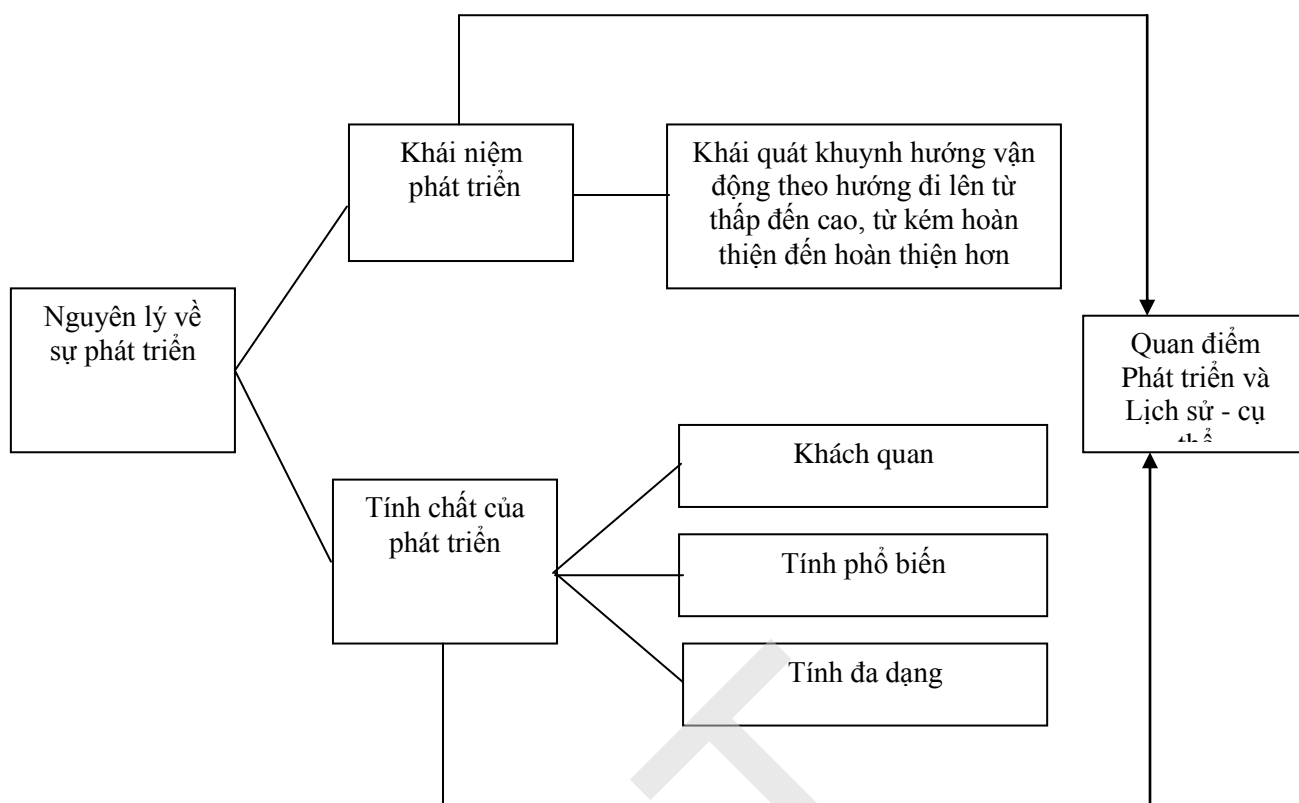 Khái niệm
phát triển
Khái quát khuynh hướng vận
động theo hướng đi lên từ
thấp đến cao, từ kém hoàn
thiện đến hoàn thiện hơn
Nguyên lý về
sự phát triển
Quan điểm
Phát triển và
Lịch sử - cụ
thể
Tính chất của
phát triển
Khách quan
Tính phổ biến
Tính đa dạng